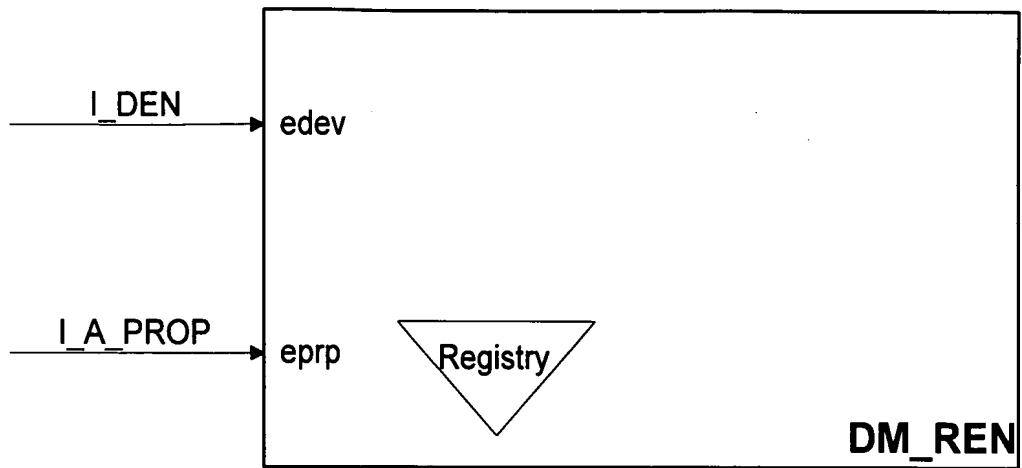 I_DEN
edev
I_A_PROP
eprp
Registry
DM_REN